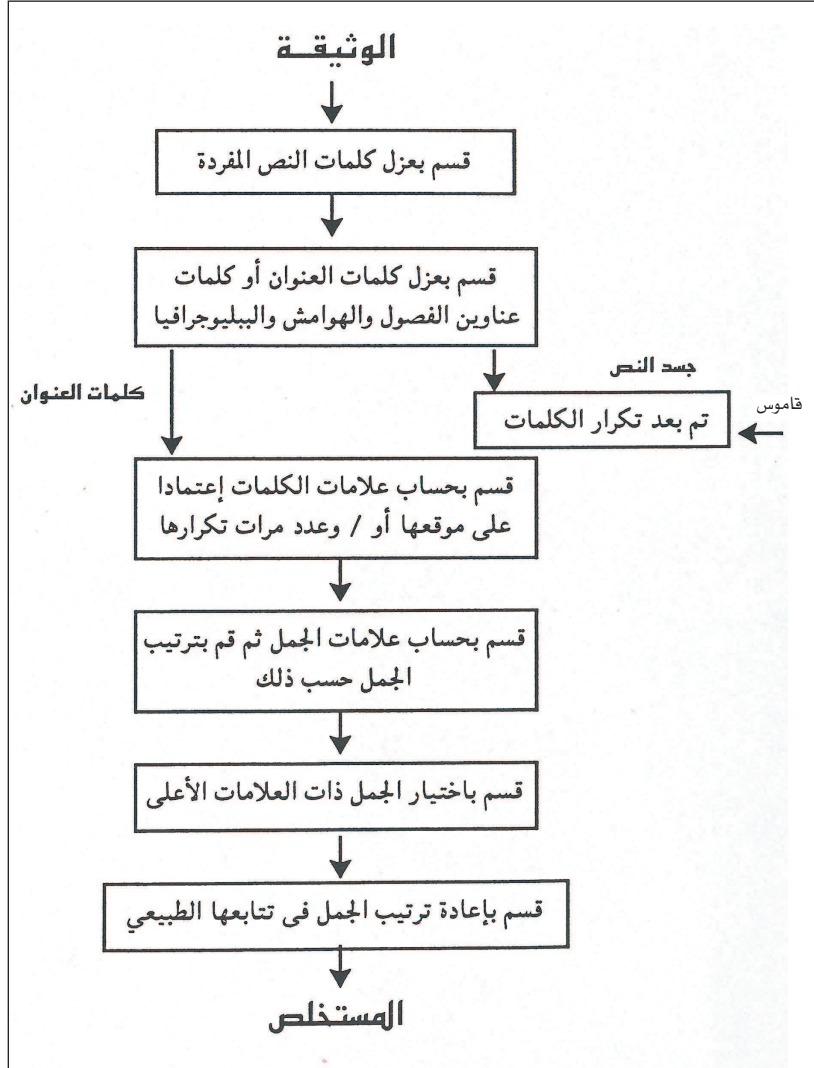 الوثيقة
قسم بعزل كلمات النص المفردة
قسم بعزل كلمات العنوان أو كلمات
عناوين الفصول والهوامش والببليوجرافيا
جسد النص
كلمات العنوان
قاموس
تم بعد تكرار الكلمات
قسم بحساب علامات الكلمات إعتمادا
على موقعها أو / وعدد مرات تكرارها
قسم بحساب علامات الجمل ثم قم بترتيب
الجمل حسب ذلك
قسم باختيار الجمل ذات العلامات الأعلى
قسم بإعادة ترتيب الجمل فى تتابعها الطبيعي
المستخلص